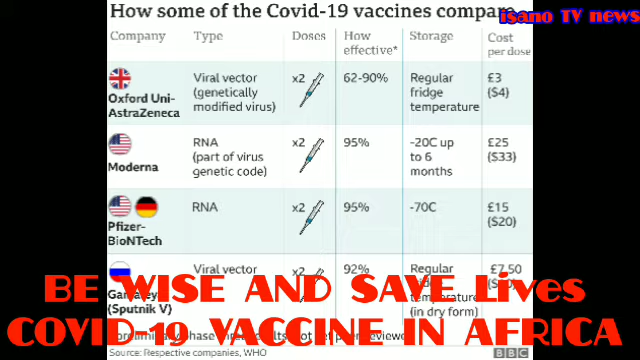 How some of the Covid-19 vaccines compare
isano TV news
Company Type Doses How effective* Storage Cost per dose
Oxford Uni-AstraZeneca Viral vector (genetically modified virus) x2 62-90% Regular fridge temperature £3 ($4)
Moderna RNA (part of virus genetic code) x2 95% -20C up to 6 months £25 ($33)
Pfizer-BioNTech RNA x2 95% -70C £15 ($20)
(Sputnik V) Viral vector x2 92% Regular temperature (in dry form) £7.50
BE WISE AND SAVE Lives
COVID-19 VACCINE IN AFRICA
Source: Respective companies, WHO
BBC